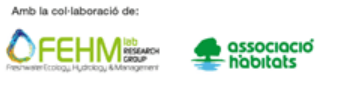 Amb la col·laboració de:
FEHM lab
RESEARCH
GROUP
Freshwater Ecology, Hydrology & Management
associació
hàbitats